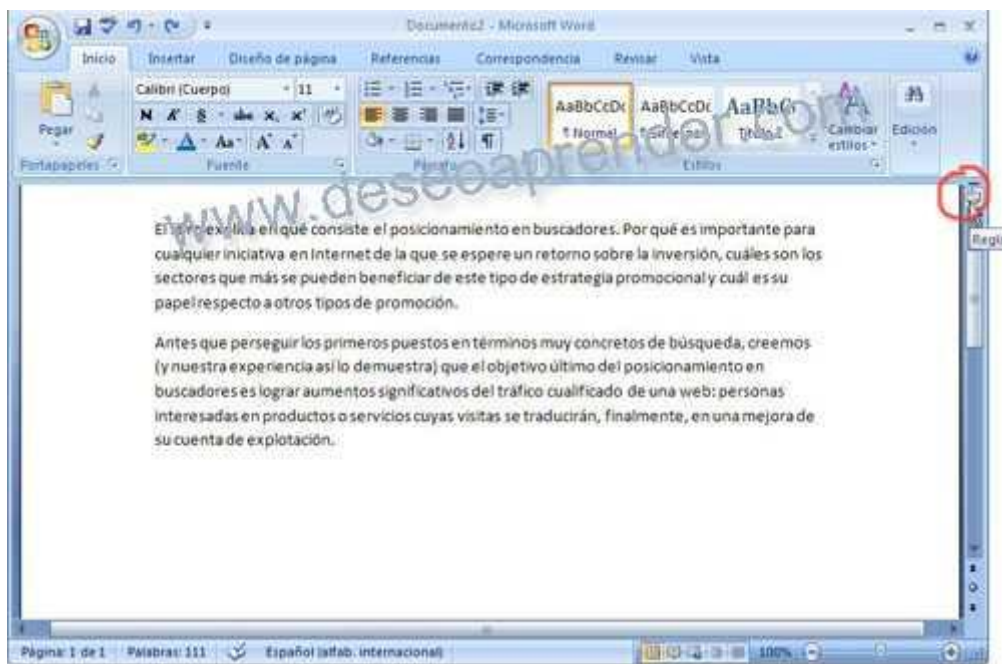 Documento2 - Microsoft Word
Inicio Insertar Diseño de página Referencias Correspondencia Revisar Vista
Calibri (Cuerpo) 11
AaBbCcDc AaBbCcDc AaBbCc
Pegar
¶ Normal Título 1 Cambiar estilos Edición
Portapapeles Fuente Párrafo Estilos
www.deseoaprender.com
Regla
El explica en qué consiste el posicionamiento en buscadores. Por qué es importante para
cualquier iniciativa en Internet de la que se espere un retorno sobre la inversión, cuáles son los
sectores que más se pueden beneficiar de este tipo de estrategia promocional y cuál es su
papel respecto a otros tipos de promoción.
Antes que perseguir los primeros puestos en términos muy concretos de búsqueda, creemos
(y nuestra experiencia así lo demuestra) que el objetivo último del posicionamiento en
buscadores es lograr aumentos significativos del tráfico cualificado de una web: personas
interesadas en productos o servicios cuyas visitas se traducirán, finalmente, en una mejora de
su cuenta de explotación.
Página: 1 de 1 Palabras: 111 Español (alfab. internacional) 100%